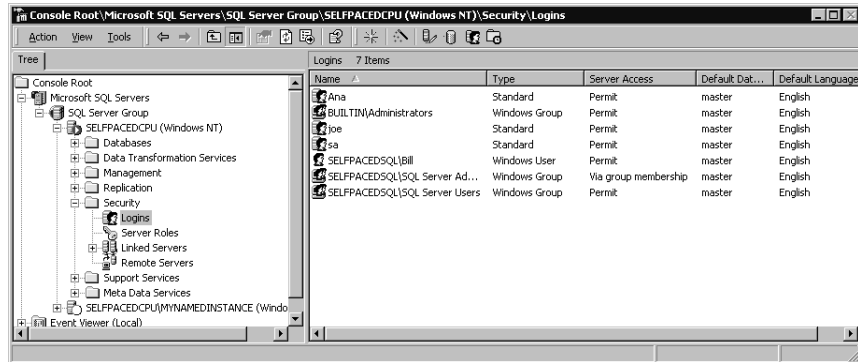 Console Root\Microsoft SQL Servers\SQL Server Group\SELFPACEDCPU (Windows NT)\Security\Logins
Action View Tools
Tree
Logins 7 Items
Console Root
Microsoft SQL Servers
SQL Server Group
SELFPACEDCPU (Windows NT)
Databases
Data Transformation Services
Management
Replication
Security
Logins
Server Roles
Linked Servers
Remote Servers
Support Services
Meta Data Services
SELFPACEDCPU\MYNAMEDINSTANCE (Windo
Event Viewer (Local)
Name Type Server Access Default Dat... Default Language
Ana Standard Permit master English
BUILTIN\Administrators Windows Group Permit master English
joe Standard Permit master English
sa Standard Permit master English
SELFPACEDSQL\Bill Windows User Permit master English
SELFPACEDSQL\SQL Server Ad... Windows Group Via group membership master English
SELFPACEDSQL\SQL Server Users Windows Group Permit master English